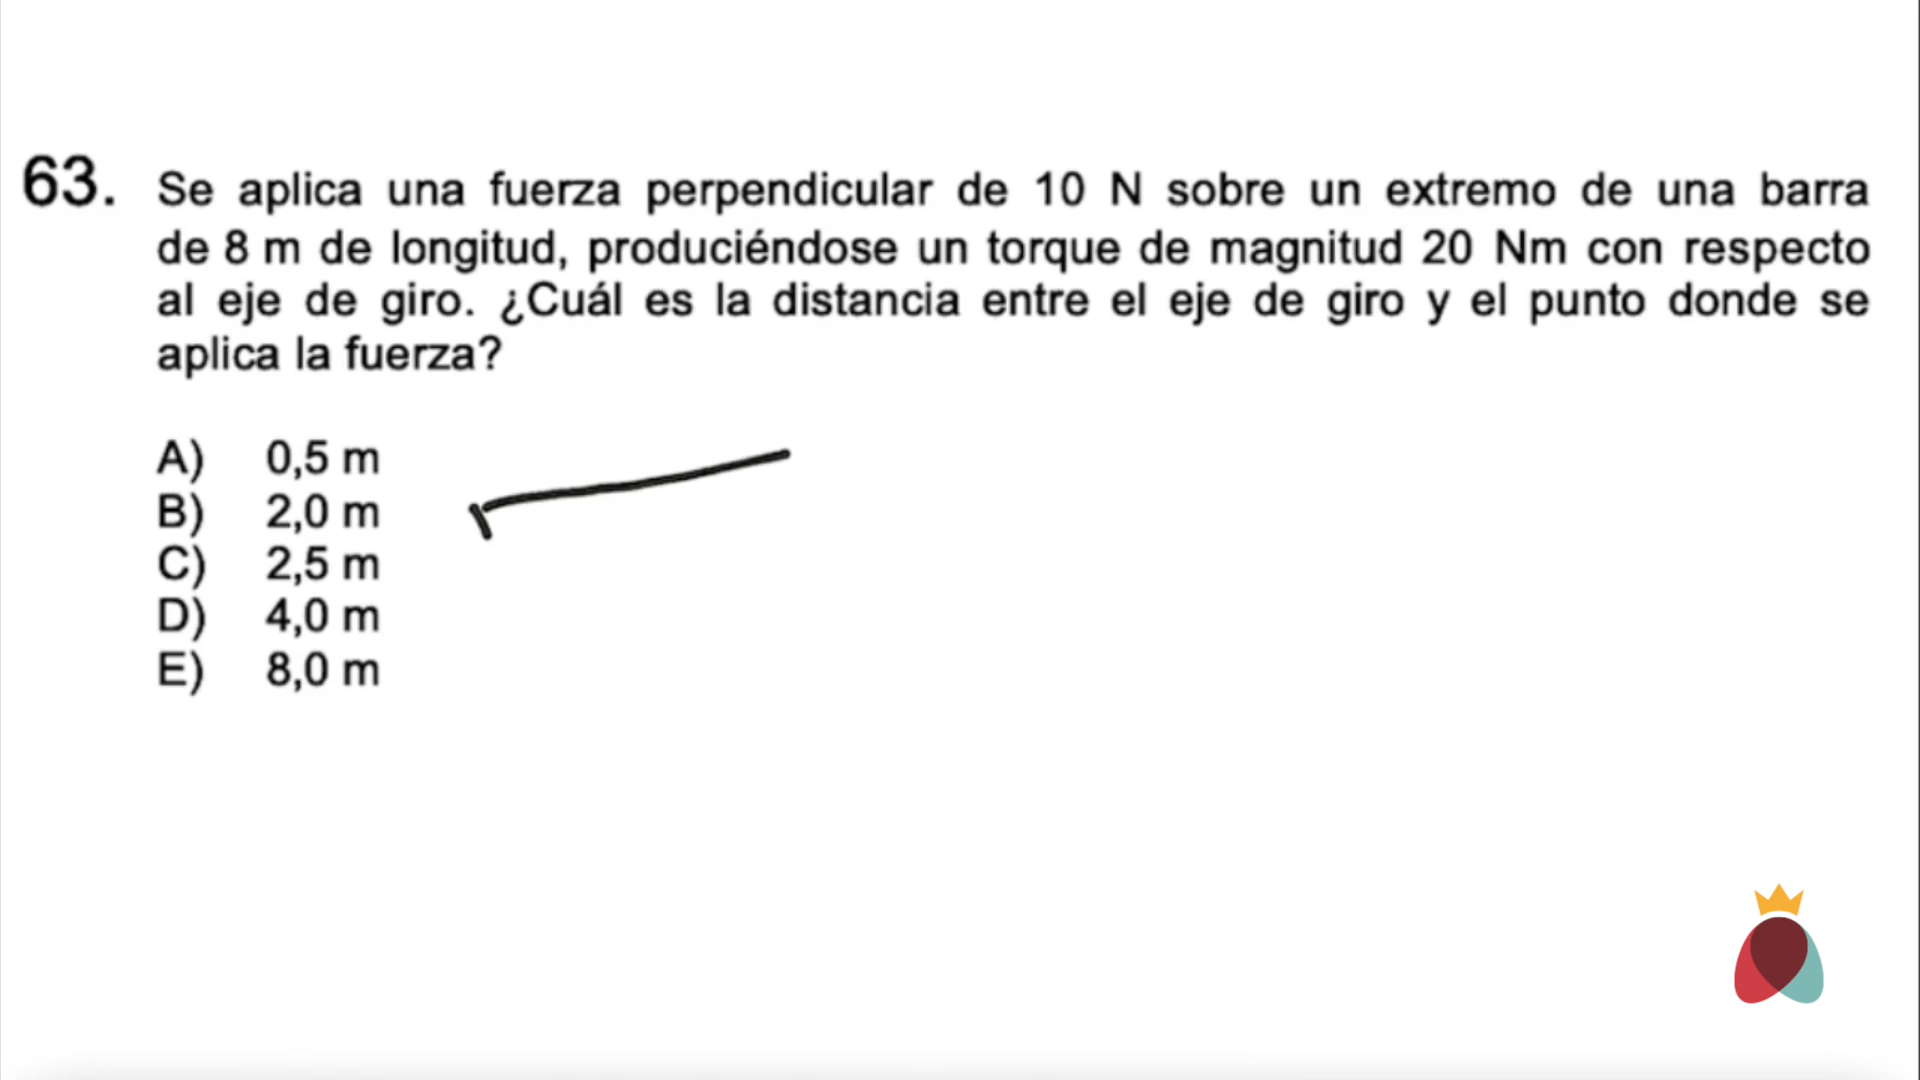 63. Se aplica una fuerza perpendicular de 10 N sobre un extremo de una barra
de 8 m de longitud, produciéndose un torque de magnitud 20 Nm con respecto
al eje de giro. ¿Cuál es la distancia entre el eje de giro y el punto donde se
aplica la fuerza?
A) 0,5 m
B) 2,0 m
C) 2,5 m
D) 4,0 m
E) 8,0 m